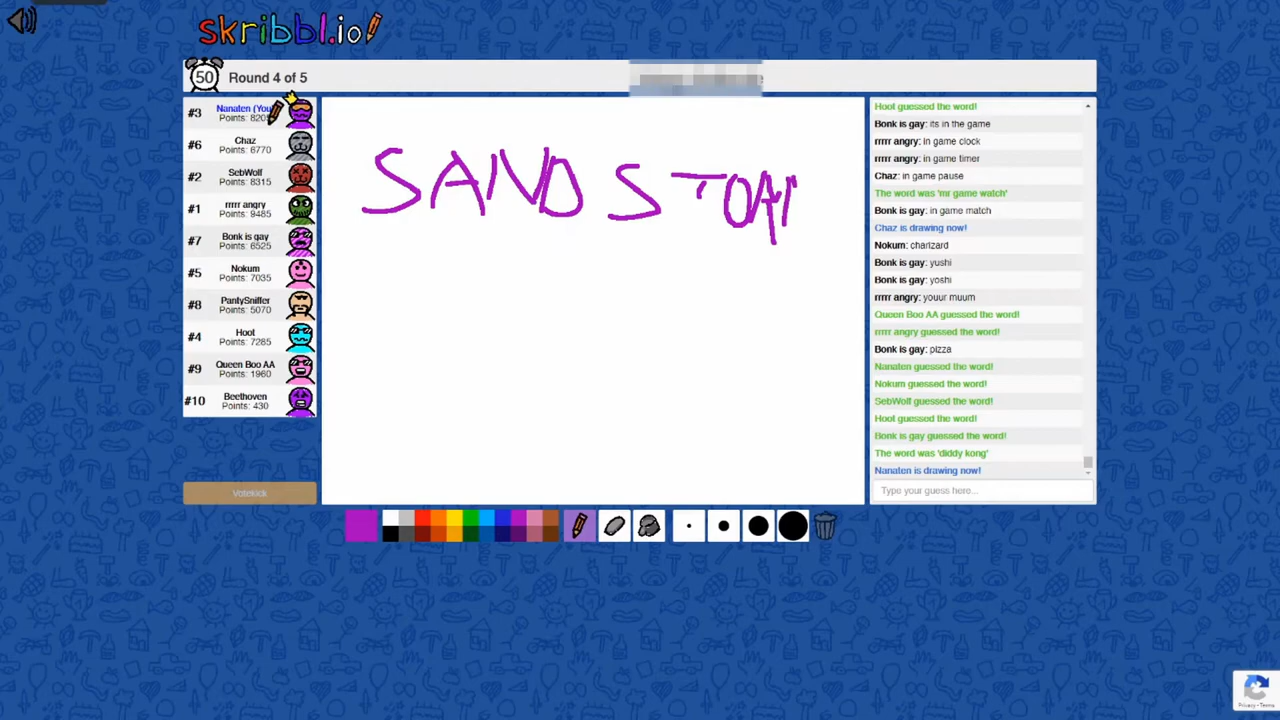 skribbl.io
50
Round 4 of 5
#3
Nanaten (You
Points: 8205
#6
Chaz
Points: 6770
#2
SebWolf
Points: 8315
#1
rrrrr angry
Points: 9485
#7
Bonk is gay
Points: 6525
#5
Nokum
Points: 7035
#8
PantySniffer
Points: 5070
#4
Hoot
Points: 7285
#9
Queen Boo AA
Points: 1960
#10
Beethoven
Points: 430
Votekick
SAND
Hoot guessed the word!
Bonk is gay: its in the game
rrrrr angry: in game clock
rrrrr angry: in game timer
Chaz: in game pause
The word was 'mr game watch'
Bonk is gay: in game match
Chaz is drawing now!
Nokum: charizard
Bonk is gay: yushi
Bonk is gay: yoshi
rrrrr angry: youur muum
Queen Boo AA guessed the word!
rrrrr angry guessed the word!
Bonk is gay: pizza
Nanaten guessed the word!
Nokum guessed the word!
SebWolf guessed the word!
Hoot guessed the word!
Bonk is gay guessed the word!
The word was 'diddy kong'
Nanaten is drawing now!
Type your guess here...
Privacy - Terms